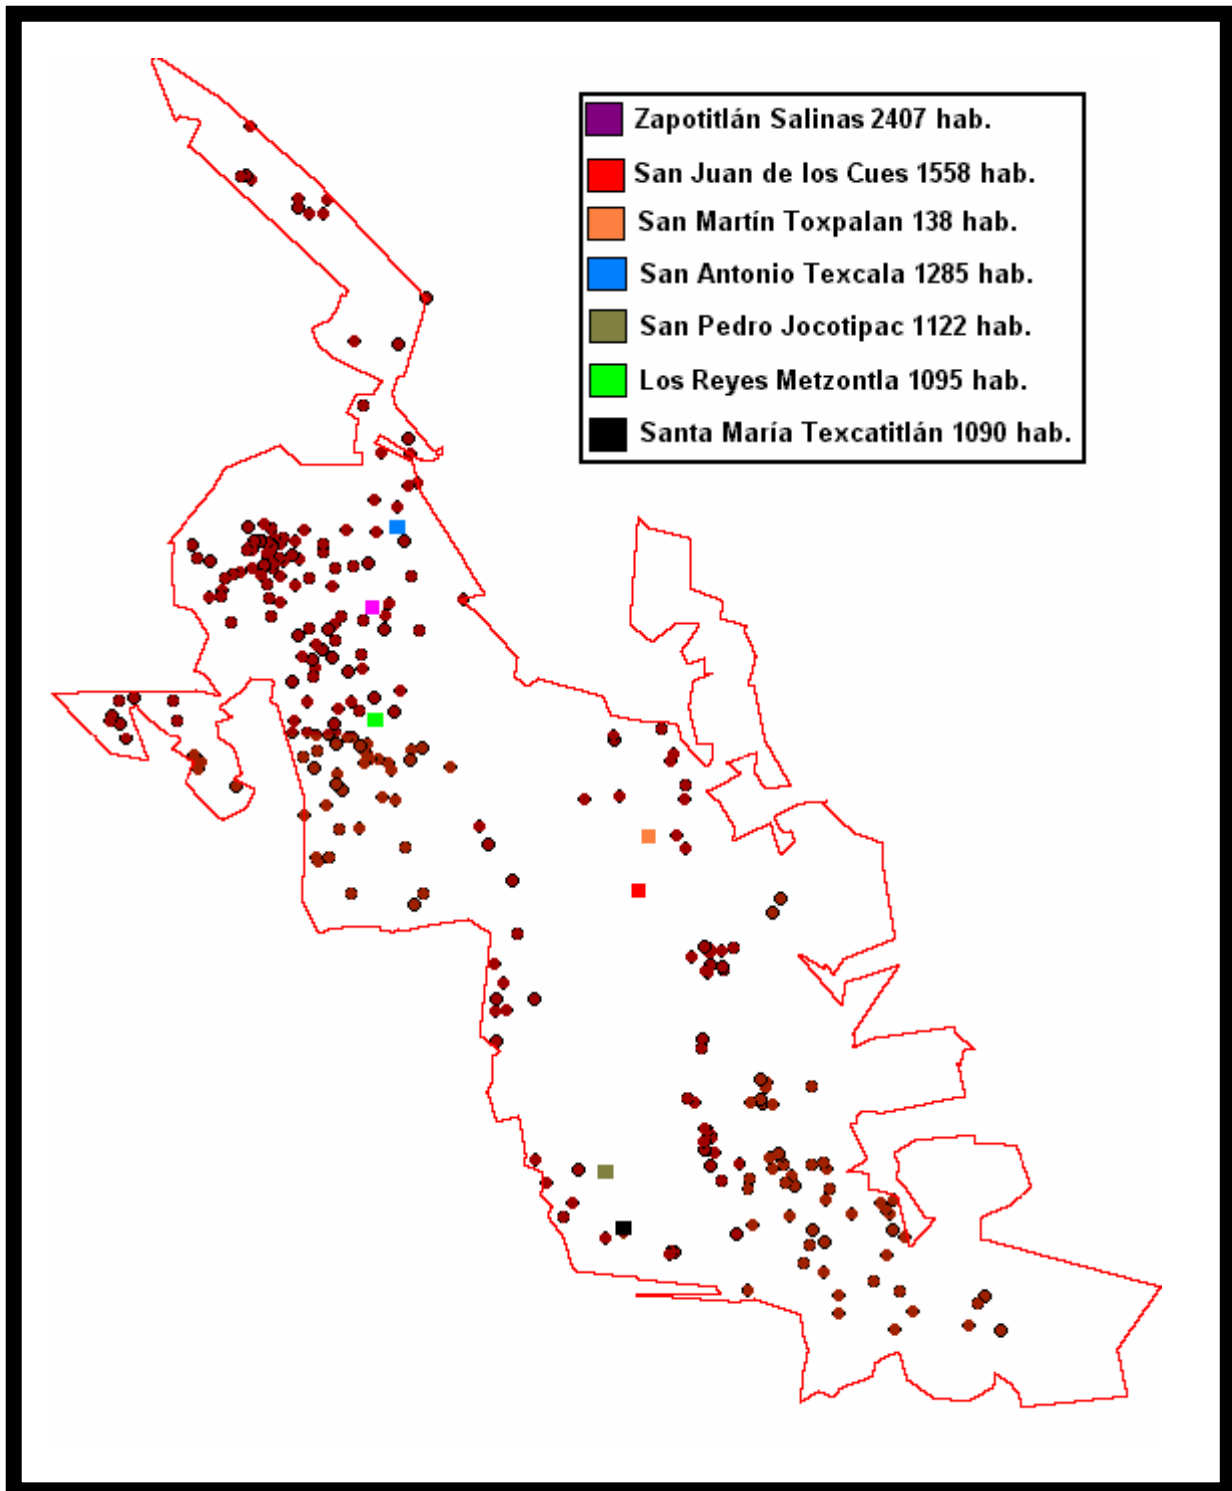 Zapotitlán Salinas 2407 hab.
San Juan de los Cues 1558 hab.
San Martín Toxpalan 138 hab.
San Antonio Texcala 1285 hab.
San Pedro Jocotipac 1122 hab.
Los Reyes Metzontla 1095 hab.
Santa María Texcatitlán 1090 hab.